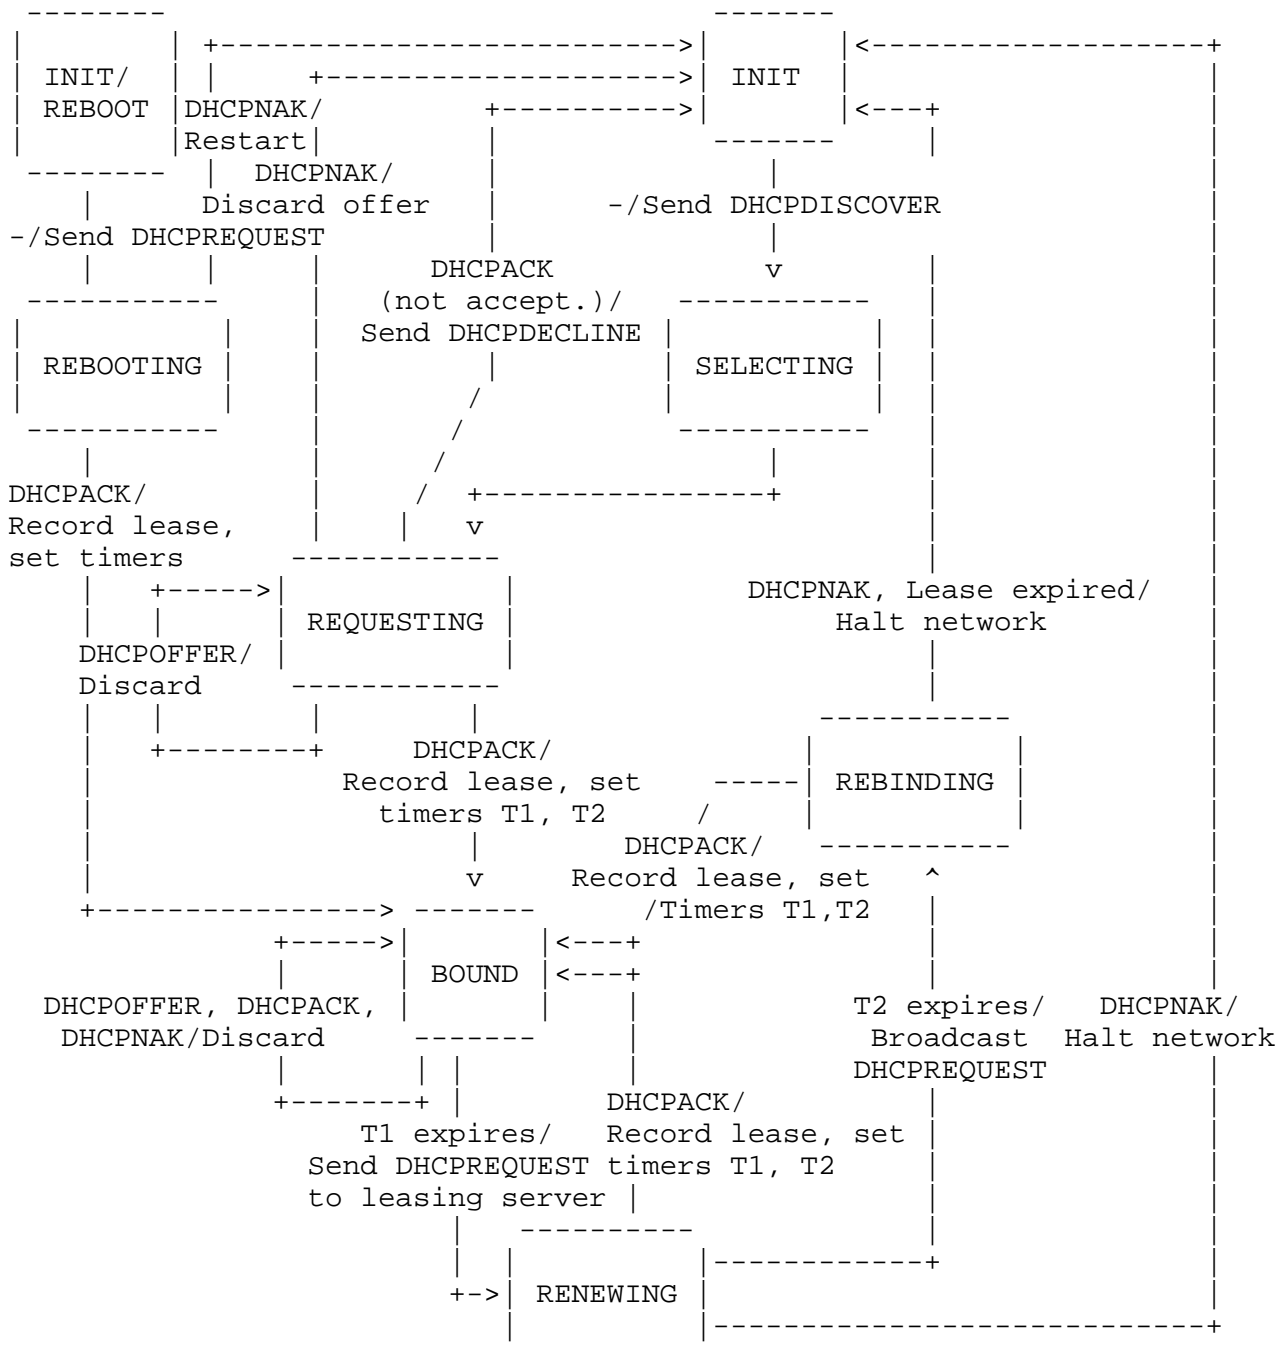 INIT/ INIT
REBOOT DHCPNAK/
Restart
DHCPNAK/
Discard offer -/Send DHCPDISCOVER
-/Send DHCPREQUEST
DHCPACK v
(not accept.)/
Send DHCPDECLINE
REBOOTING SELECTING
DHCPACK/
Record lease, v
set timers
DHCPNAK, Lease expired/
REQUESTING Halt network
DHCPOFFER/
Discard
DHCPACK/
Record lease, set REBINDING
timers T1, T2
DHCPACK/
v Record lease, set ^
/Timers T1,T2
BOUND
DHCPOFFER, DHCPACK, T2 expires/ DHCPNAK/
DHCPNAK/Discard Broadcast Halt network
DHCPREQUEST
DHCPACK/
T1 expires/ Record lease, set
Send DHCPREQUEST timers T1, T2
to leasing server
RENEWING